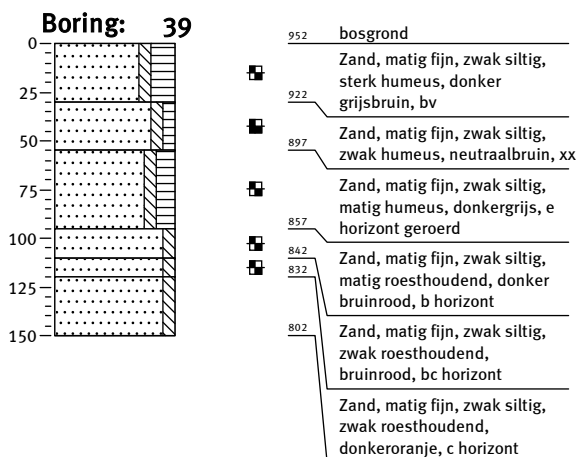 Boring: 39
0
25
50
75
100
125
150
952
922
897
857
842
832
802
bosgrond
Zand, matig fijn, zwak siltig,
sterk humeus, donker
grijsbruin, bv
Zand, matig fijn, zwak siltig,
zwak humeus, neutraalbruin, xx
Zand, matig fijn, zwak siltig,
matig humeus, donkergrijs, e
horizont geroerd
Zand, matig fijn, zwak siltig,
matig roesthoudend, donker
bruinrood, b horizont
Zand, matig fijn, zwak siltig,
zwak roesthoudend,
bruinrood, bc horizont
Zand, matig fijn, zwak siltig,
zwak roesthoudend,
donkeroranje, c horizont